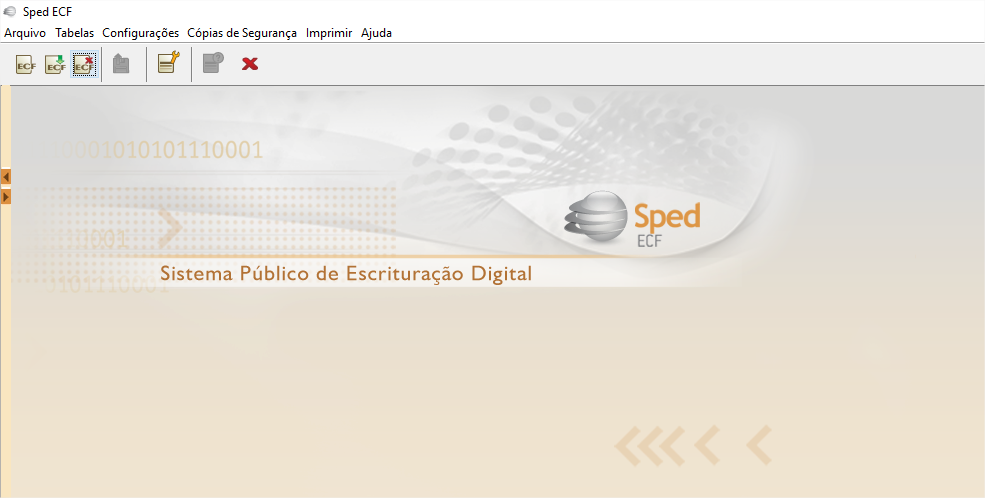 Sped ECF
Arquivo Tabelas Configurações Cópias de Segurança Imprimir Ajuda
ECF ECF ECF
0001010101110001
Sped
ECF
Sistema Público de Escrituração Digital